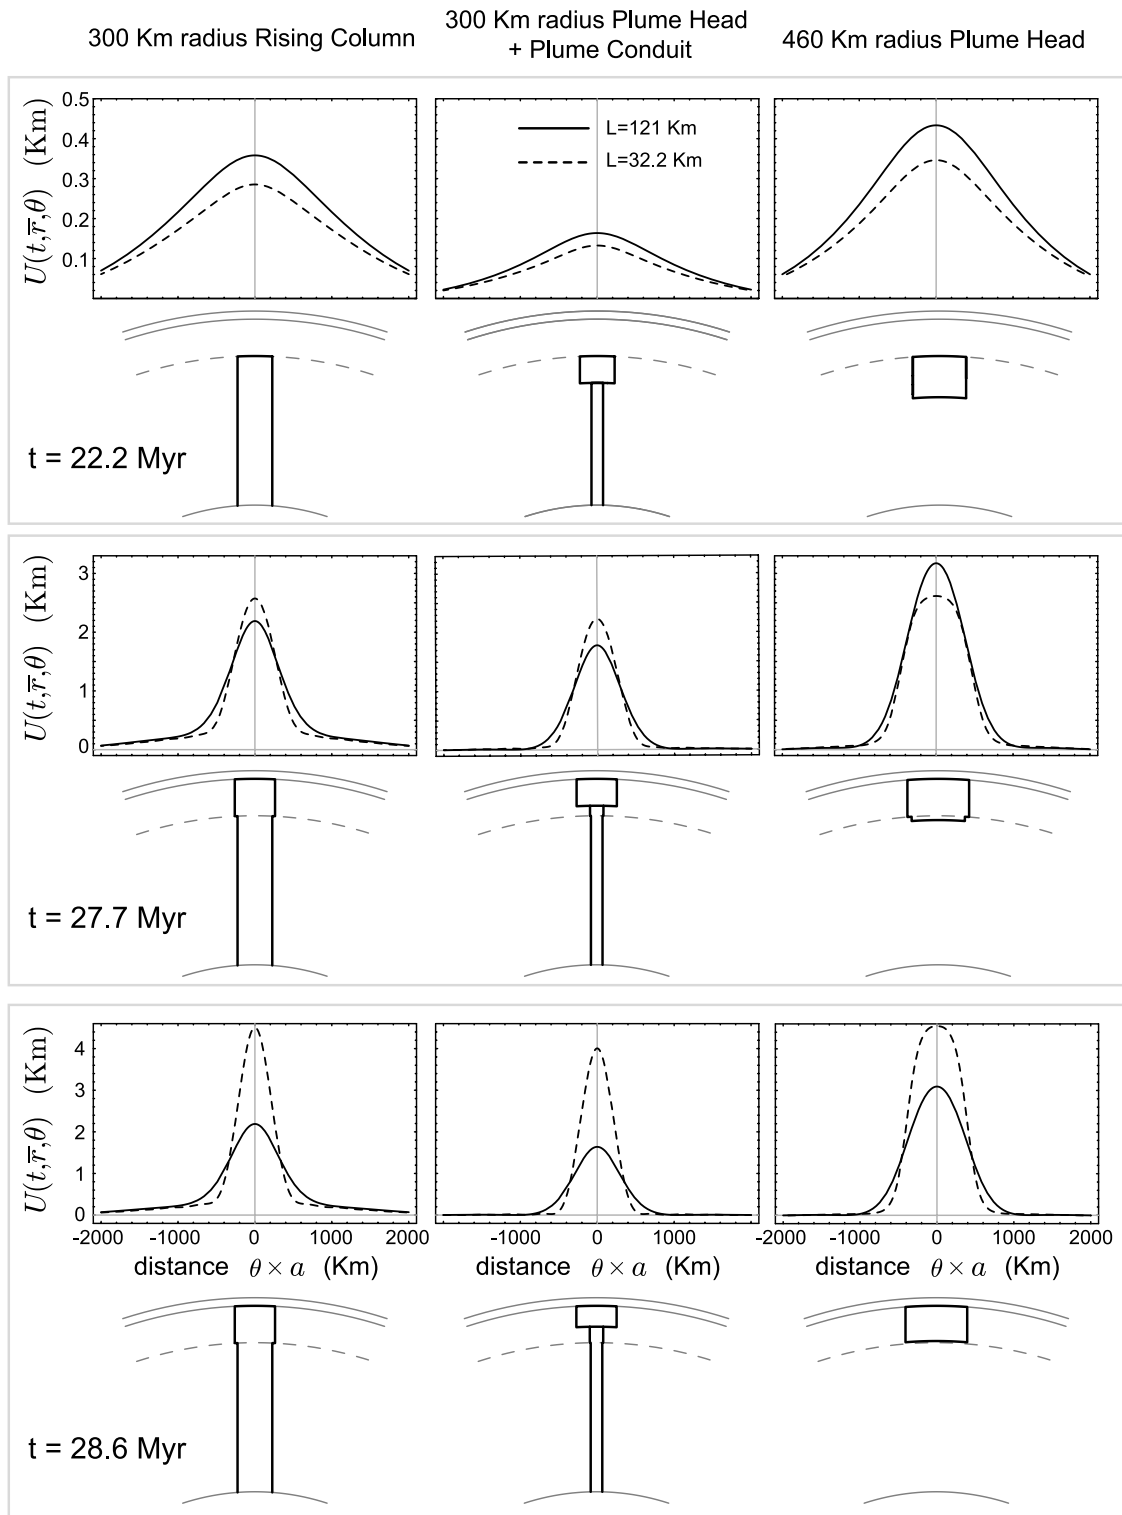 300 Km radius Rising Column
300 Km radius Plume Head
+ Plume Conduit
460 Km radius Plume Head
U(t,r̅,θ) (Km)
0.5
0.4
0.3
0.2
0.1
L=121 Km
L=32.2 Km
t = 22.2 Myr
U(t,r̅,θ) (Km)
3
2
1
0
t = 27.7 Myr
U(t,r̅,θ) (Km)
4
3
2
1
0
-2000 -1000 0 1000 2000
-1000 0 1000
-2000 -1000 0 1000 2000
distance θ × a (Km)
distance θ × a (Km)
distance θ × a (Km)
t = 28.6 Myr